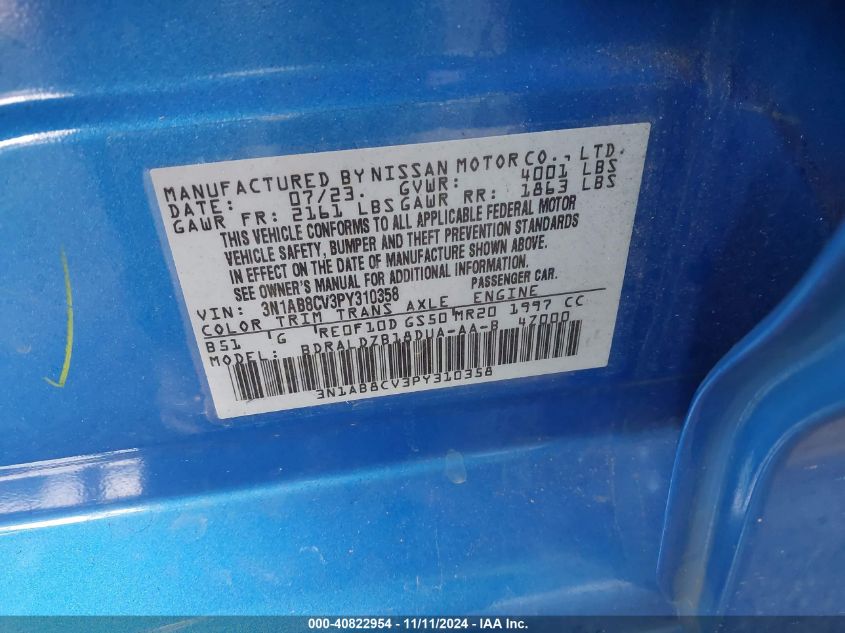 MANUFACTURED BY NISSAN MOTOR CO., LTD.
DATE: 07/23. GVWR: 4001 LBS
GAWR FR: 2161 LBS GAWR RR: 1863 LBS
THIS VEHICLE CONFORMS TO ALL APPLICABLE FEDERAL MOTOR
VEHICLE SAFETY, BUMPER AND THEFT PREVENTION STANDARDS
IN EFFECT ON THE DATE OF MANUFACTURE SHOWN ABOVE.
SEE OWNER'S MANUAL FOR ADDITIONAL INFORMATION.
VIN: 3N1AB8CV3PY310358 PASSENGER CAR.
COLOR TRIM TRANS AXLE ENGINE
B51 G RE0F10D GS50 MR20 1997 CC
MODEL: BDRALDZB18DUA-AA-B 47000
3N1AB8CV3PY310358
000-40822954 - 11/11/2024 - IAA Inc.